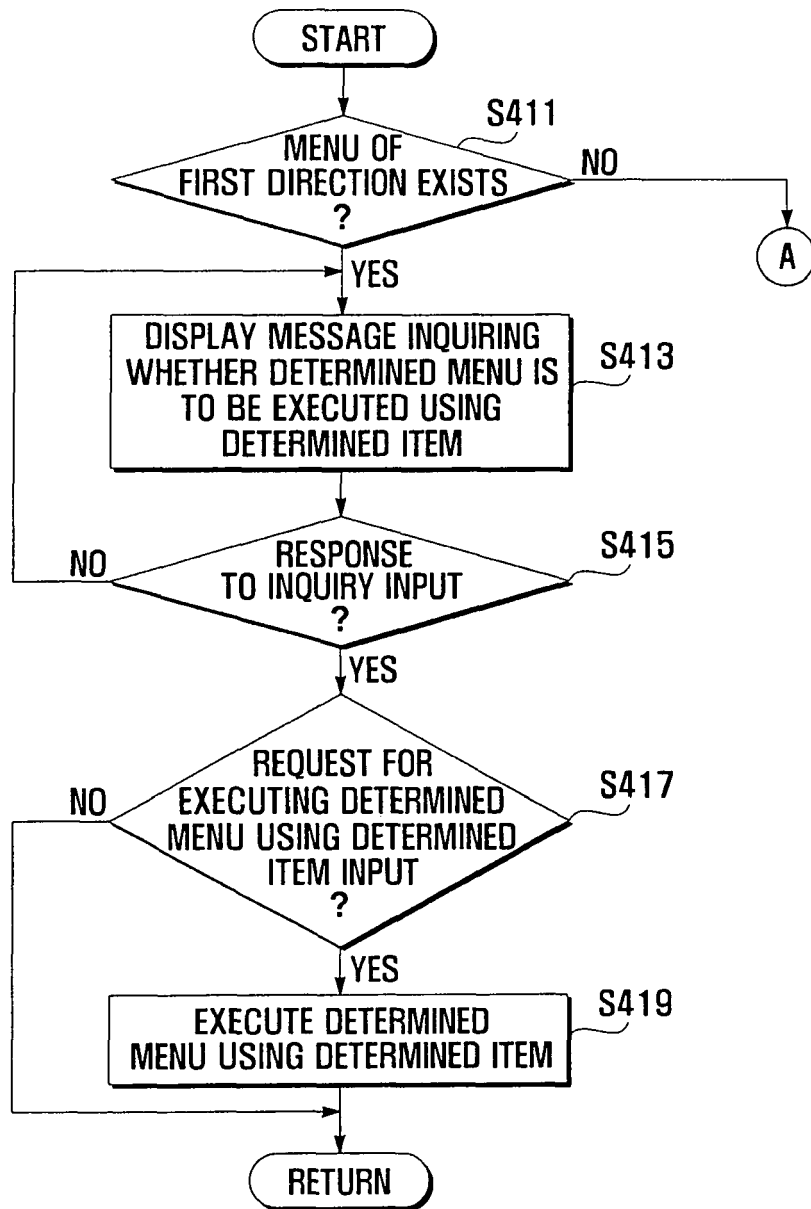 START
S411
MENU OF
FIRST DIRECTION EXISTS
?
NO
A
YES
DISPLAY MESSAGE INQUIRING
WHETHER DETERMINED MENU IS
TO BE EXECUTED USING
DETERMINED ITEM
S413
NO
RESPONSE
TO INQUIRY INPUT
?
S415
YES
NO
REQUEST FOR
EXECUTING DETERMINED
MENU USING DETERMINED
ITEM INPUT
?
S417
YES
EXECUTE DETERMINED
MENU USING DETERMINED ITEM
S419
RETURN